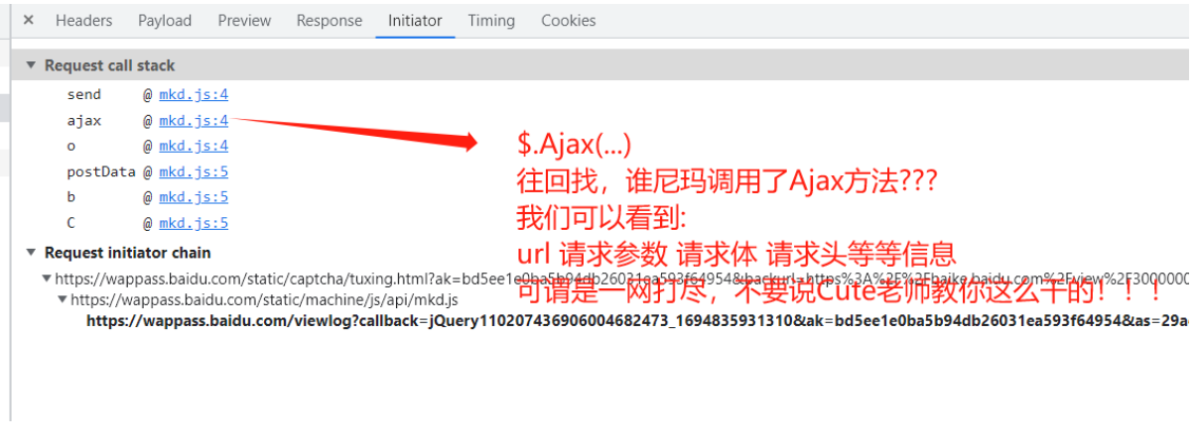 × Headers Payload Preview Response Initiator Timing Cookies
▼ Request call stack
send @ mkd.js:4
ajax @ mkd.js:4
o @ mkd.js:4
postData @ mkd.js:5
b @ mkd.js:5
C @ mkd.js:5
$.Ajax(...)
往回找，谁尼玛调用了Ajax方法???
我们可以看到:
url 请求参数 请求体 请求头等等信息
可谓是一网打尽，不要说Cute老师教你这么干的！！！
▼ Request initiator chain
▼ https://wappass.baidu.com/static/captcha/tuxing.html?ak=bd5ee1e0ba5b94db26031ea593f64954&backurl=https%3A%2F%2Fbaike.baidu.com%2Fview%2F3000000
▼ https://wappass.baidu.com/static/machine/js/api/mkd.js
https://wappass.baidu.com/viewlog?callback=jQuery110207436906004682473_1694835931310&ak=bd5ee1e0ba5b94db26031ea593f64954&as=29a